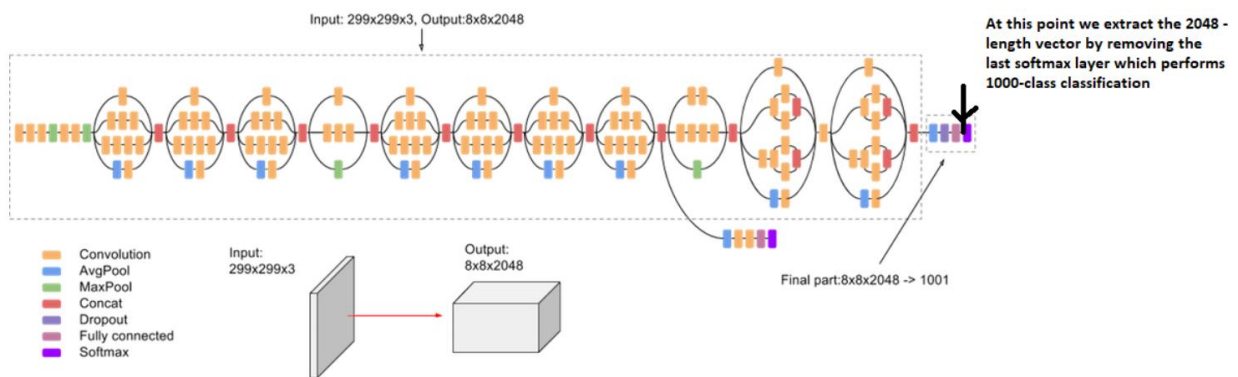 Input: 299x299x3, Output:8x8x2048
At this point we extract the 2048 -
length vector by removing the
last softmax layer which performs
1000-class classification
Convolution
AvgPool
MaxPool
Concat
Dropout
Fully connected
Softmax
Input:
299x299x3
Output:
8x8x2048
Final part:8x8x2048 -> 1001